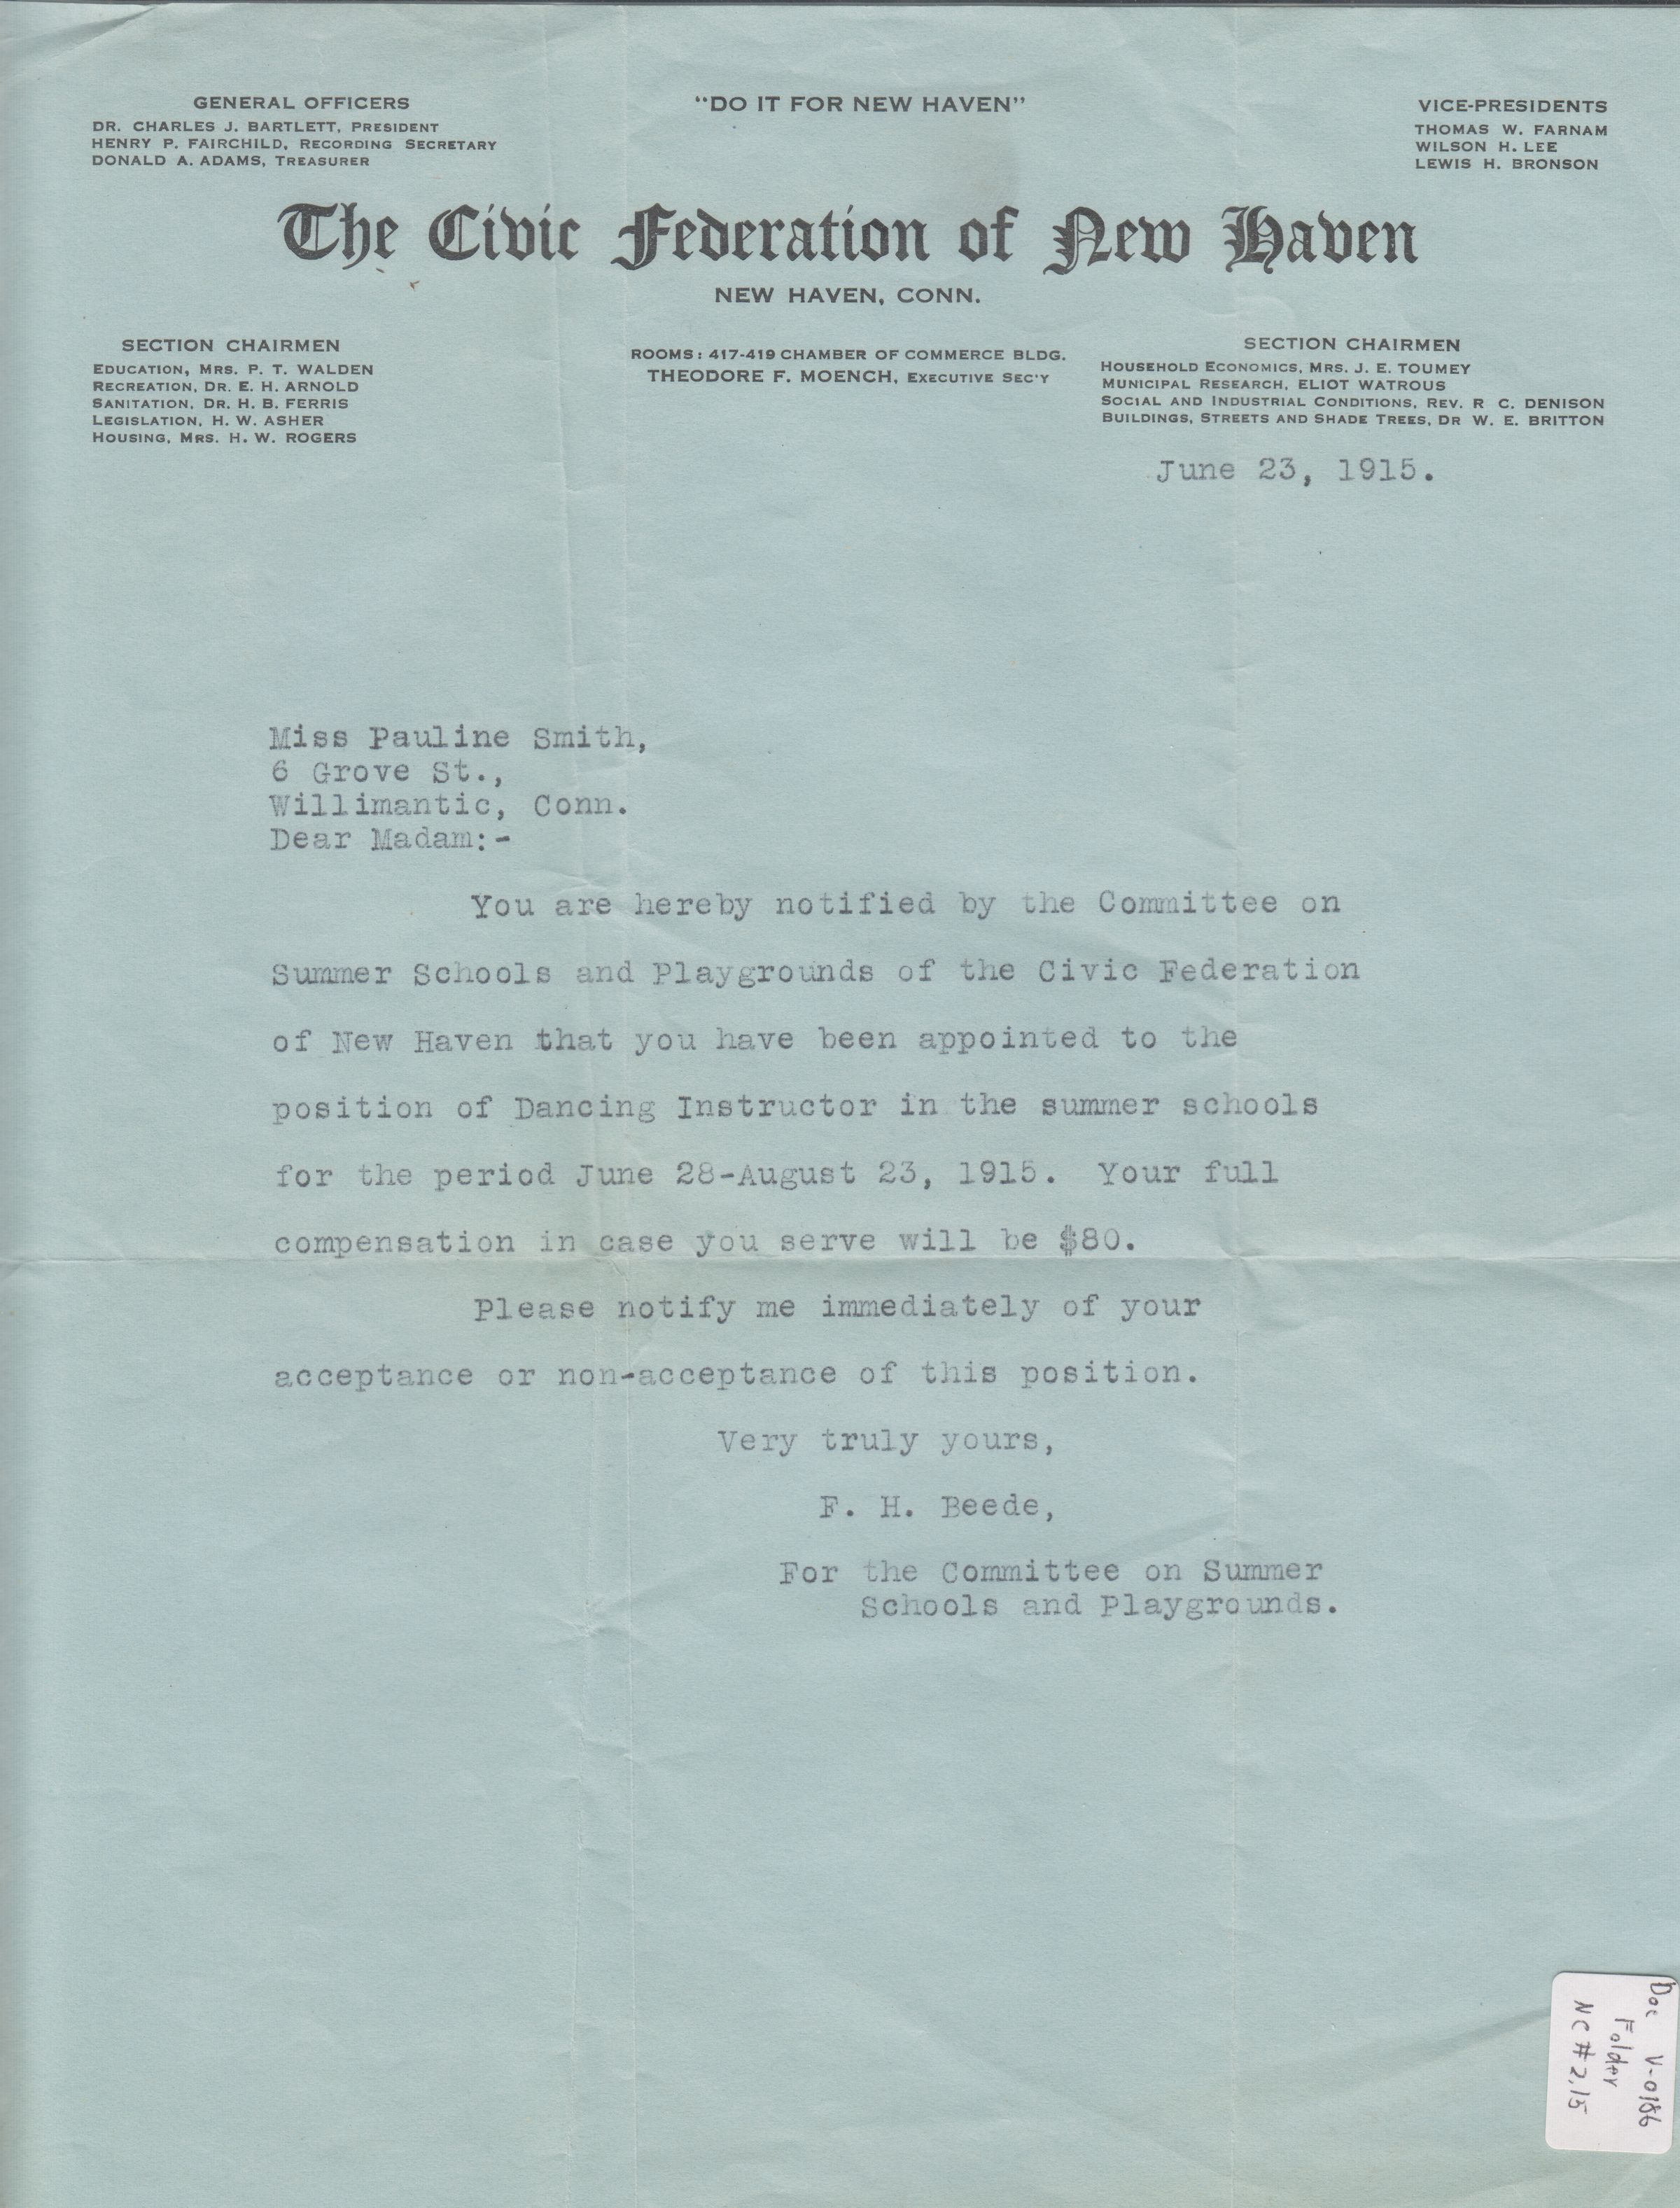 GENERAL OFFICERS
DR. CHARLES J. BARTLETT, PRESIDENT
HENRY P. FAIRCHILD, RECORDING SECRETARY
DONALD A. ADAMS, TREASURER
"DO IT FOR NEW HAVEN"
VICE-PRESIDENTS
THOMAS W. FARNAM
WILSON H. LEE
LEWIS H. BRONSON
The Civic Federation of New Haven
NEW HAVEN, CONN.
SECTION CHAIRMEN
EDUCATION, MRS. P. T. WALDEN
RECREATION, DR. E. H. ARNOLD
SANITATION, DR. H. B. FERRIS
LEGISLATION, H. W. ASHER
HOUSING, MRS. H. W. ROGERS
ROOMS: 417-419 CHAMBER OF COMMERCE BLDG.
THEODORE F. MOENCH, EXECUTIVE SEC'Y
SECTION CHAIRMEN
HOUSEHOLD ECONOMICS, MRS. J. E. TOUMEY
MUNICIPAL RESEARCH, ELIOT WATROUS
SOCIAL AND INDUSTRIAL CONDITIONS, REV. R C. DENISON
BUILDINGS, STREETS AND SHADE TREES, DR W. E. BRITTON
June 23, 1915.
Miss Pauline Smith,
6 Grove St.,
Willimantic, Conn.
Dear Madam:-
You are hereby notified by the Committee on
Summer Schools and Playgrounds of the Civic Federation
of New Haven that you have been appointed to the
position of Dancing Instructor in the summer schools
for the period June 28-August 23, 1915. Your full
compensation in case you serve will be $80.
Please notify me immediately of your
acceptance or non-acceptance of this position.
Very truly yours,
F. H. Beede,
For the Committee on Summer
Schools and Playgrounds.
Doc V-0186
Folder
NC # 2.15